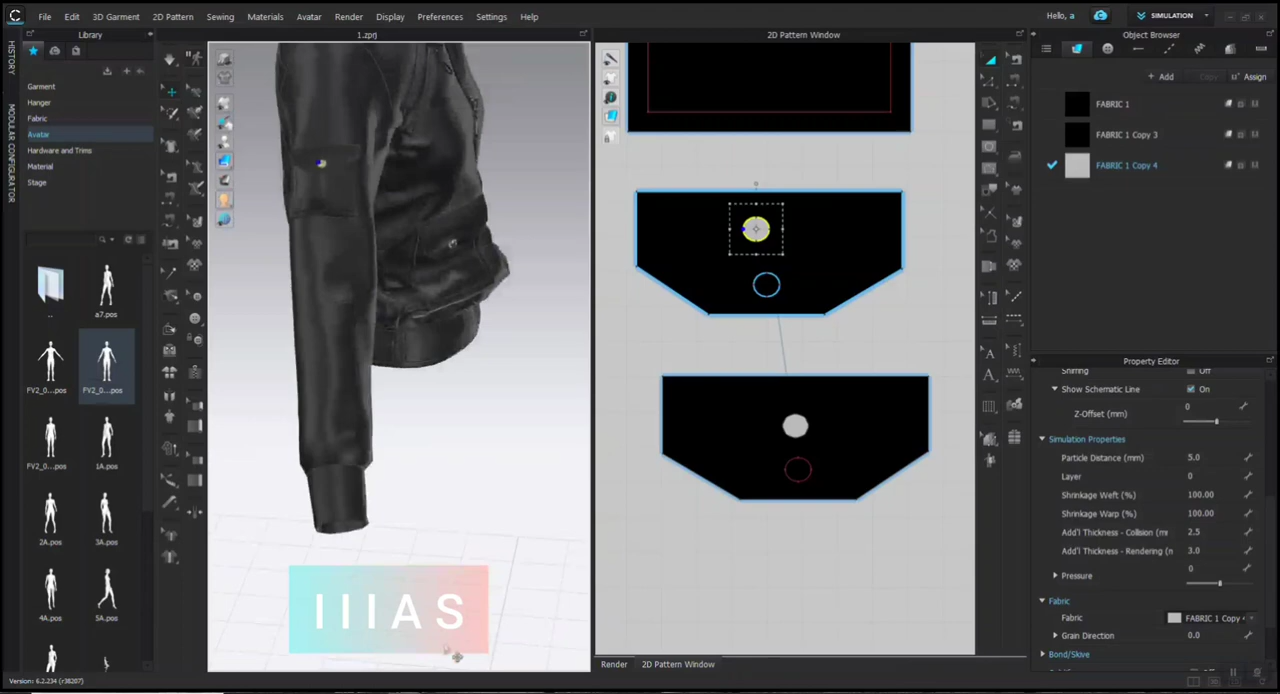 File Edit 3D Garment 2D Pattern Sewing Materials Avatar Render Display Preferences Settings Help
Hello, a
SIMULATION
HISTORY
MODULAR CONFIGURATOR
Library
Garment
Hanger
Fabric
Avatar
Hardware and Trims
Material
Stage
..
a7.pos
FV2_0...pos
FV2_0...pos
FV2_0...pos
1A.pos
2A.pos
3A.pos
4A.pos
5A.pos
Version: 6.2.234 (r38207)
1.zprj
IIIAS
2D Pattern Window
Render
2D Pattern Window
Object Browser
Add
Copy
Assign
FABRIC 1
FABRIC 1 Copy 3
FABRIC 1 Copy 4
Property Editor
Shirring Off
Show Schematic Line On
Z-Offset (mm) 0
Simulation Properties
Particle Distance (mm) 5.0
Layer 0
Shrinkage Weft (%) 100.00
Shrinkage Warp (%) 100.00
Add'l Thickness - Collision (mr 2.5
Add'l Thickness - Rendering (n 3.0
Pressure 0
Fabric
Fabric FABRIC 1 Copy
Grain Direction 0.0
Bond/Skive